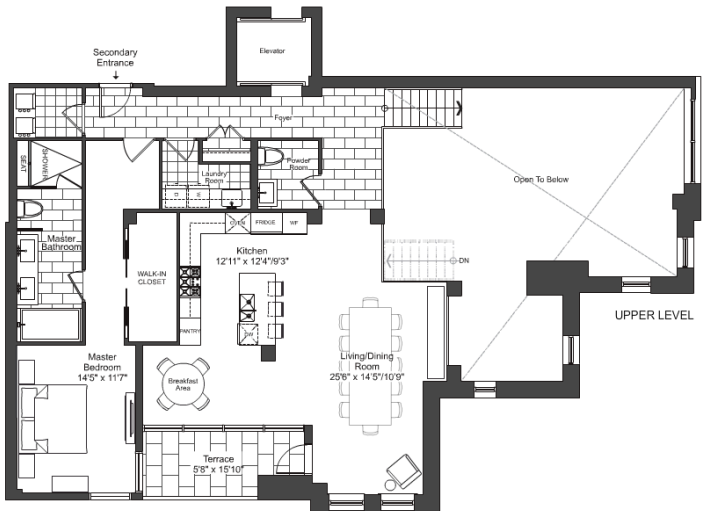 Elevator
Secondary
Entrance
Foyer
SEAT
SHOWER
Powder
Room
Laundry
Room
D
W
Open To Below
Master
Bathroom
OVEN
FRIDGE
WF
Kitchen
12'11" x 12'4"/9'3"
WALK-IN
CLOSET
DN
PANTRY
DW
UPPER LEVEL
Master
Bedroom
14'5" x 11'7"
Living/Dining
Room
25'6" x 14'5"/10'9"
Breakfast
Area
Terrace
5'8" x 15'10"